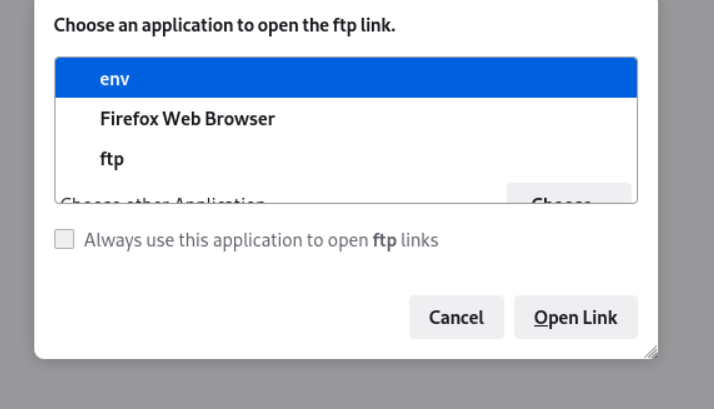 Choose an application to open the ftp link.
env
Firefox Web Browser
ftp
Choose other Application Choose
Always use this application to open ftp links
Cancel Open Link